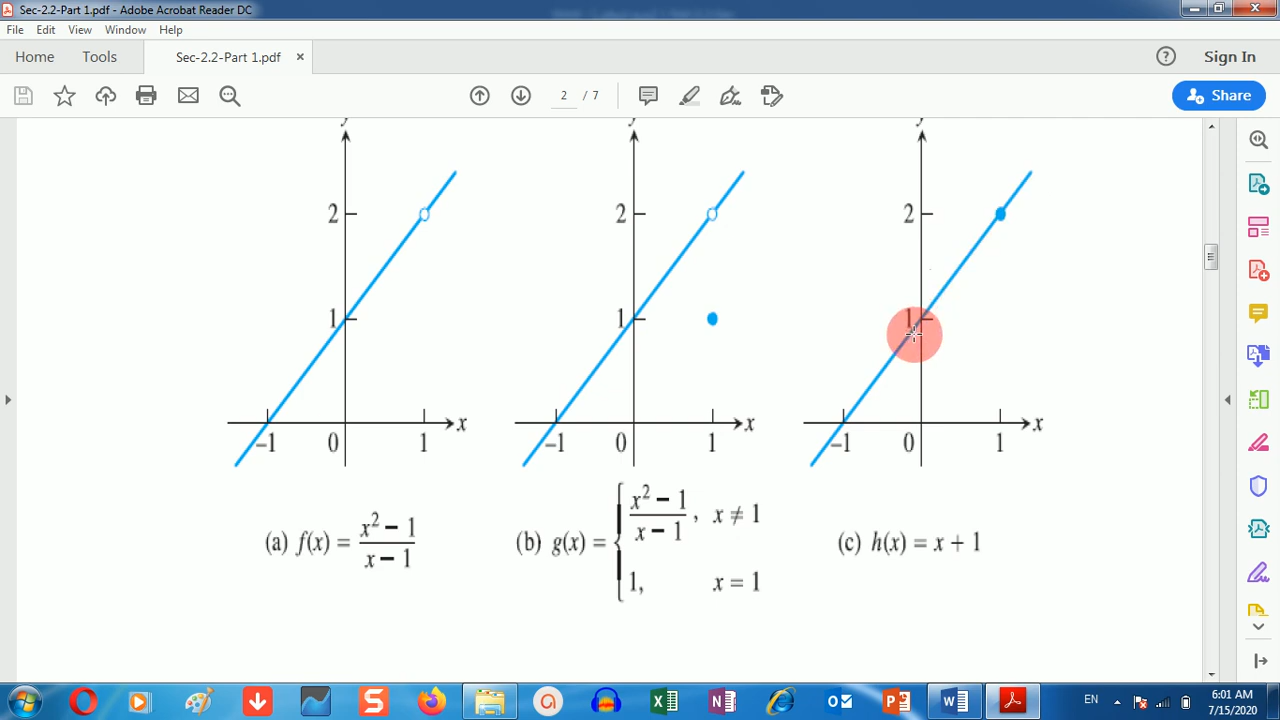 Sec-2.2-Part 1.pdf - Adobe Acrobat Reader DC
File Edit View Window Help
Home Tools Sec-2.2-Part 1.pdf × ? Sign In
2 / 7 Share
y y y
2 2 2
1 1 1
x x x
–1 0 1 –1 0 1 –1 0 1
(a) f(x) = x² − 1 / x − 1
(b) g(x) = { x² − 1 / x − 1 , x ≠ 1
1, x = 1
(c) h(x) = x + 1
EN 6:01 AM
7/15/2020